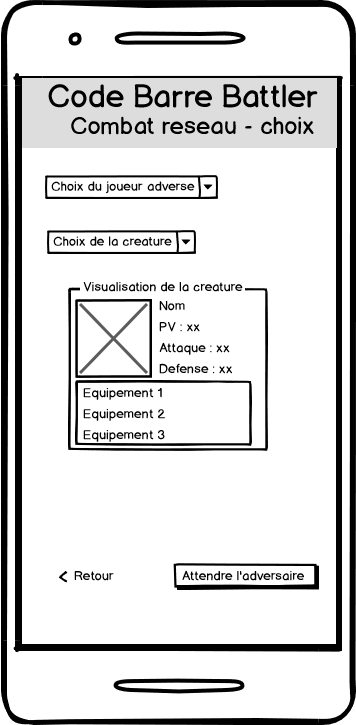 Code Barre Battler
Combat reseau - choix
Choix du joueur adverse
Choix de la creature
Visualisation de la creature
Nom
PV : xx
Attaque : xx
Defense : xx
Equipement 1
Equipement 2
Equipement 3
< Retour
Attendre l'adversaire